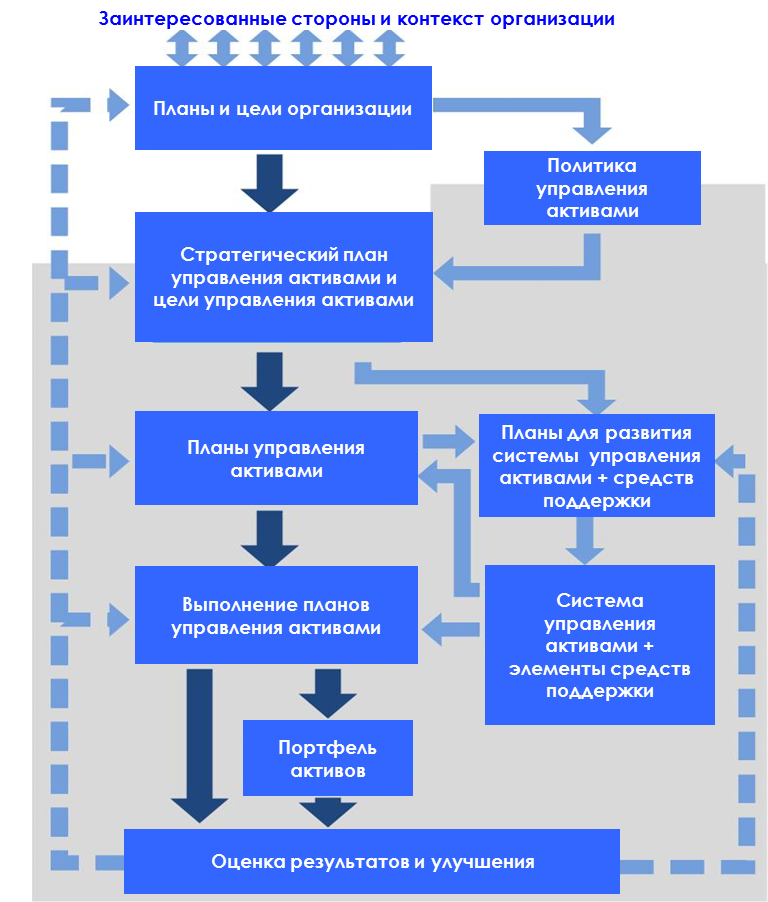 Заинтересованные стороны и контекст организации
Планы и цели организации
Политика
управления
активами
Стратегический план
управления активами и
цели управления активами
Планы управления
активами
Планы для развития
системы управления
активами + средств
поддержки
Выполнение планов
управления активами
Система
управления
активами +
элементы средств
поддержки
Портфель
активов
Оценка результатов и улучшения